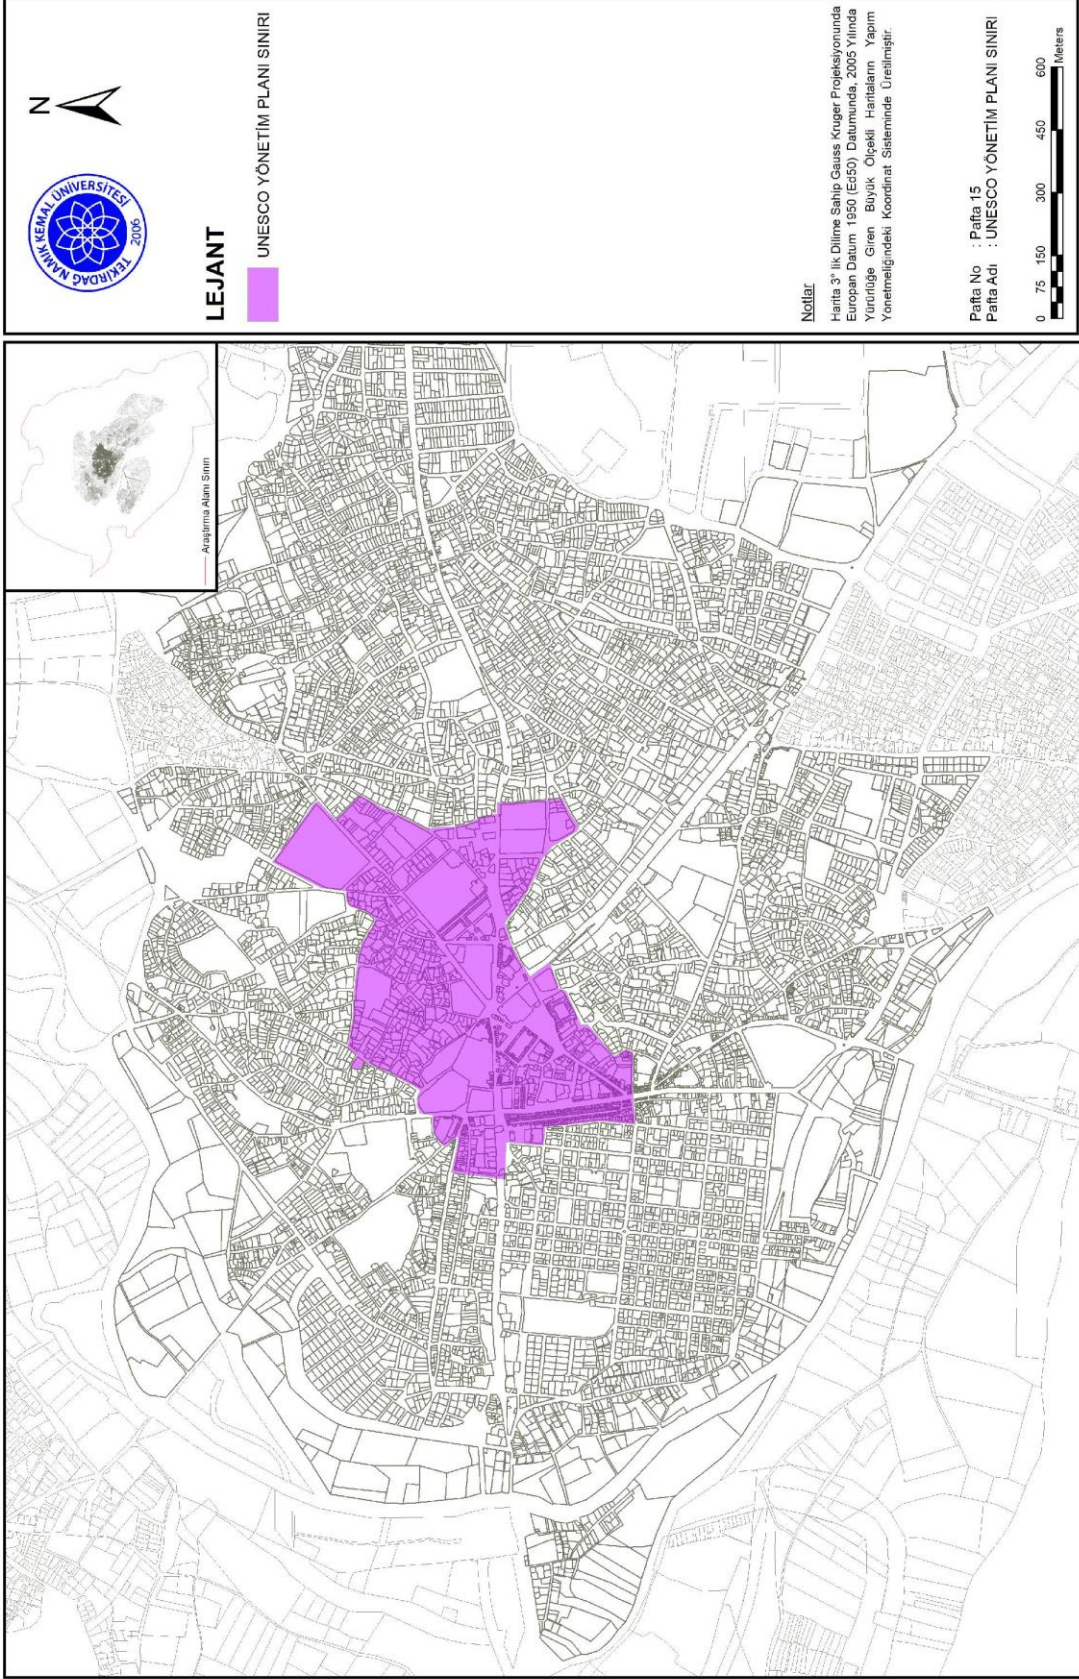 N
TEKİRDAĞ NAMIK KEMAL ÜNİVERSİTESİ
2006
LEJANT
UNESCO YÖNETİM PLANI SINIRI
Notlar
Harita 3° lik Dilime Sahip Gauss Kruger Projeksiyonunda
Europan Datum 1950 (Ed50) Datumunda, 2005 Yılında
Yürürlüğe Giren Büyük Ölçekli Haritaların Yapım
Yönetmeliğindeki Koordinat Sisteminde Üretilmiştir.
Pafta No : Pafta 15
Pafta Adı : UNESCO YÖNETİM PLANI SINIRI
0 75 150 300 450 600
Meters
Araştırma Alanı Sınırı